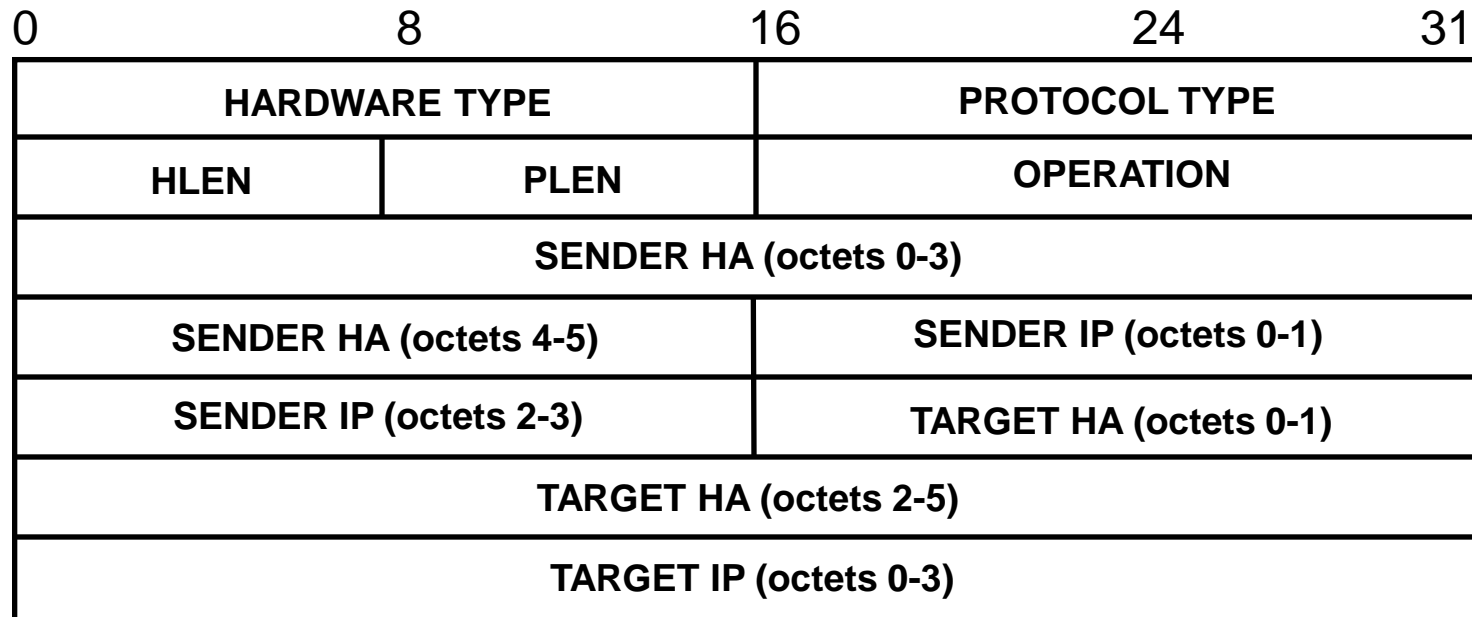 0 8 16 24 31
HARDWARE TYPE PROTOCOL TYPE
HLEN PLEN OPERATION
SENDER HA (octets 0-3)
SENDER HA (octets 4-5) SENDER IP (octets 0-1)
SENDER IP (octets 2-3) TARGET HA (octets 0-1)
TARGET HA (octets 2-5)
TARGET IP (octets 0-3)